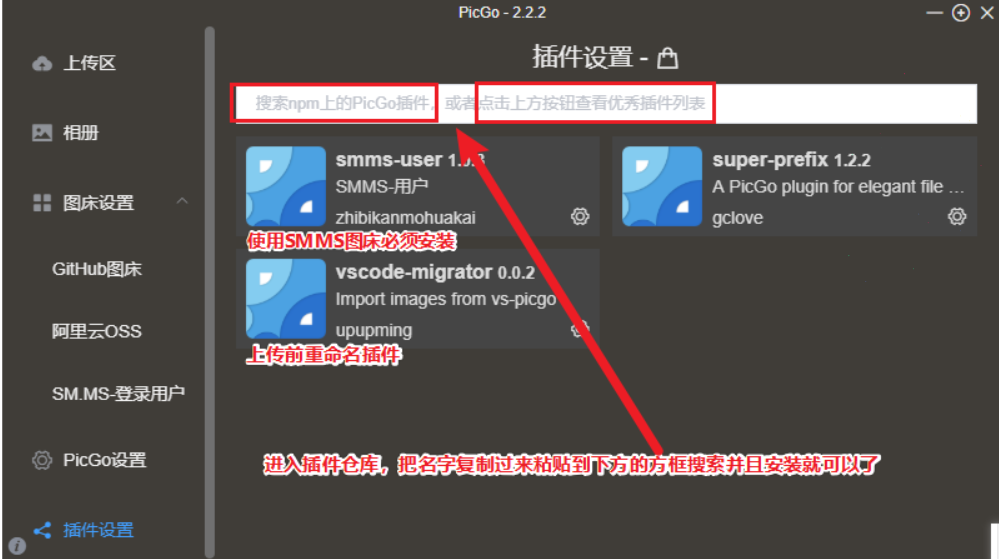 PicGo - 2.2.2
上传区
相册
图床设置
GitHub图床
阿里云OSS
SM.MS-登录用户
PicGo设置
插件设置
插件设置 -
搜索npm上的PicGo插件，或者点击上方按钮查看优秀插件列表
smms-user 1.0.3
SMMS-用户
zhibikanmohuakai
使用SMMS图床必须安装
super-prefix 1.2.2
A PicGo plugin for elegant file ...
gclove
vscode-migrator 0.0.2
Import images from vs-picgo
upupming
上传前重命名插件
进入插件仓库，把名字复制过来粘贴到下方的方框搜索并且安装就可以了